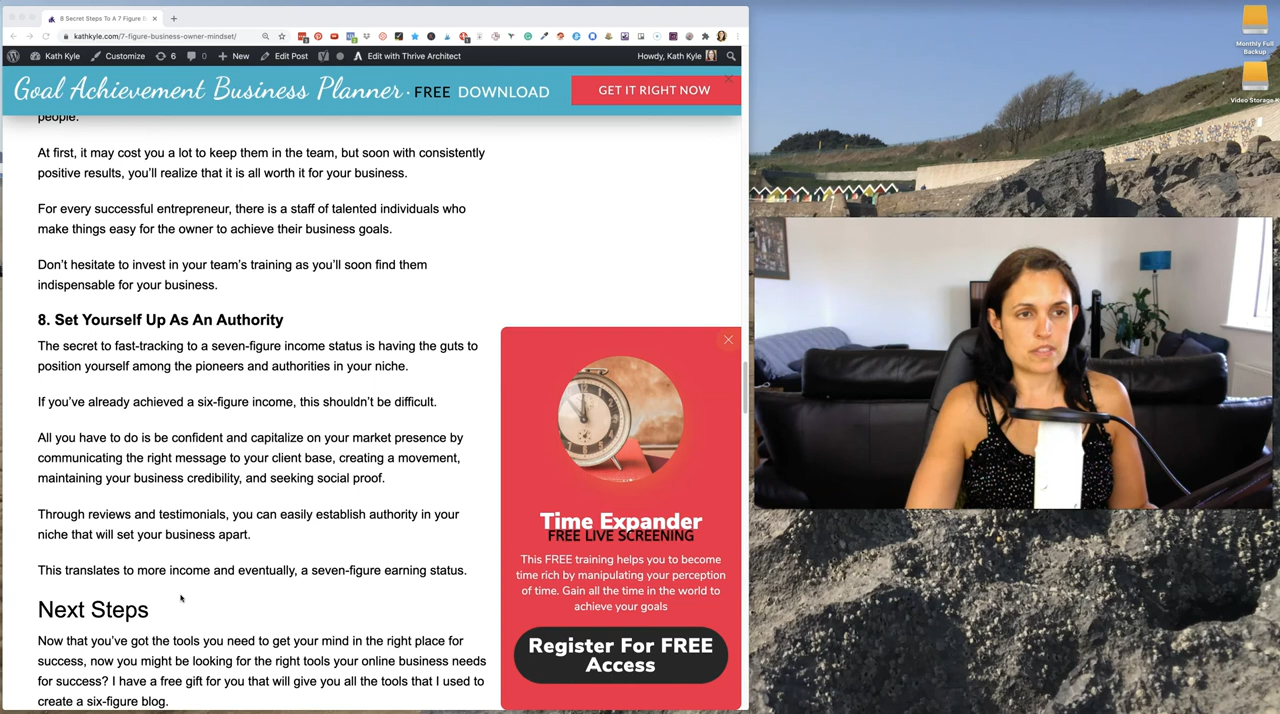 8 Secret Steps To A 7 Figure B
kathkyle.com/7-figure-business-owner-mindset/
Kath Kyle Customize 6 0 New Edit Post Edit with Thrive Architect Howdy, Kath Kyle
Goal Achievement Business Planner · FREE DOWNLOAD GET IT RIGHT NOW
people.
At first, it may cost you a lot to keep them in the team, but soon with consistently
positive results, you’ll realize that it is all worth it for your business.
For every successful entrepreneur, there is a staff of talented individuals who
make things easy for the owner to achieve their business goals.
Don’t hesitate to invest in your team’s training as you’ll soon find them
indispensable for your business.
8. Set Yourself Up As An Authority
The secret to fast-tracking to a seven-figure income status is having the guts to
position yourself among the pioneers and authorities in your niche.
If you’ve already achieved a six-figure income, this shouldn’t be difficult.
All you have to do is be confident and capitalize on your market presence by
communicating the right message to your client base, creating a movement,
maintaining your business credibility, and seeking social proof.
Through reviews and testimonials, you can easily establish authority in your
niche that will set your business apart.
This translates to more income and eventually, a seven-figure earning status.
Next Steps
Now that you’ve got the tools you need to get your mind in the right place for
success, now you might be looking for the right tools your online business needs
for success? I have a free gift for you that will give you all the tools that I used to
create a six-figure blog.
Time Expander
FREE LIVE SCREENING
This FREE training helps you to become
time rich by manipulating your perception
of time. Gain all the time in the world to
achieve your goals
Register For FREE
Access
Monthly Full
Backup
Video Storage K